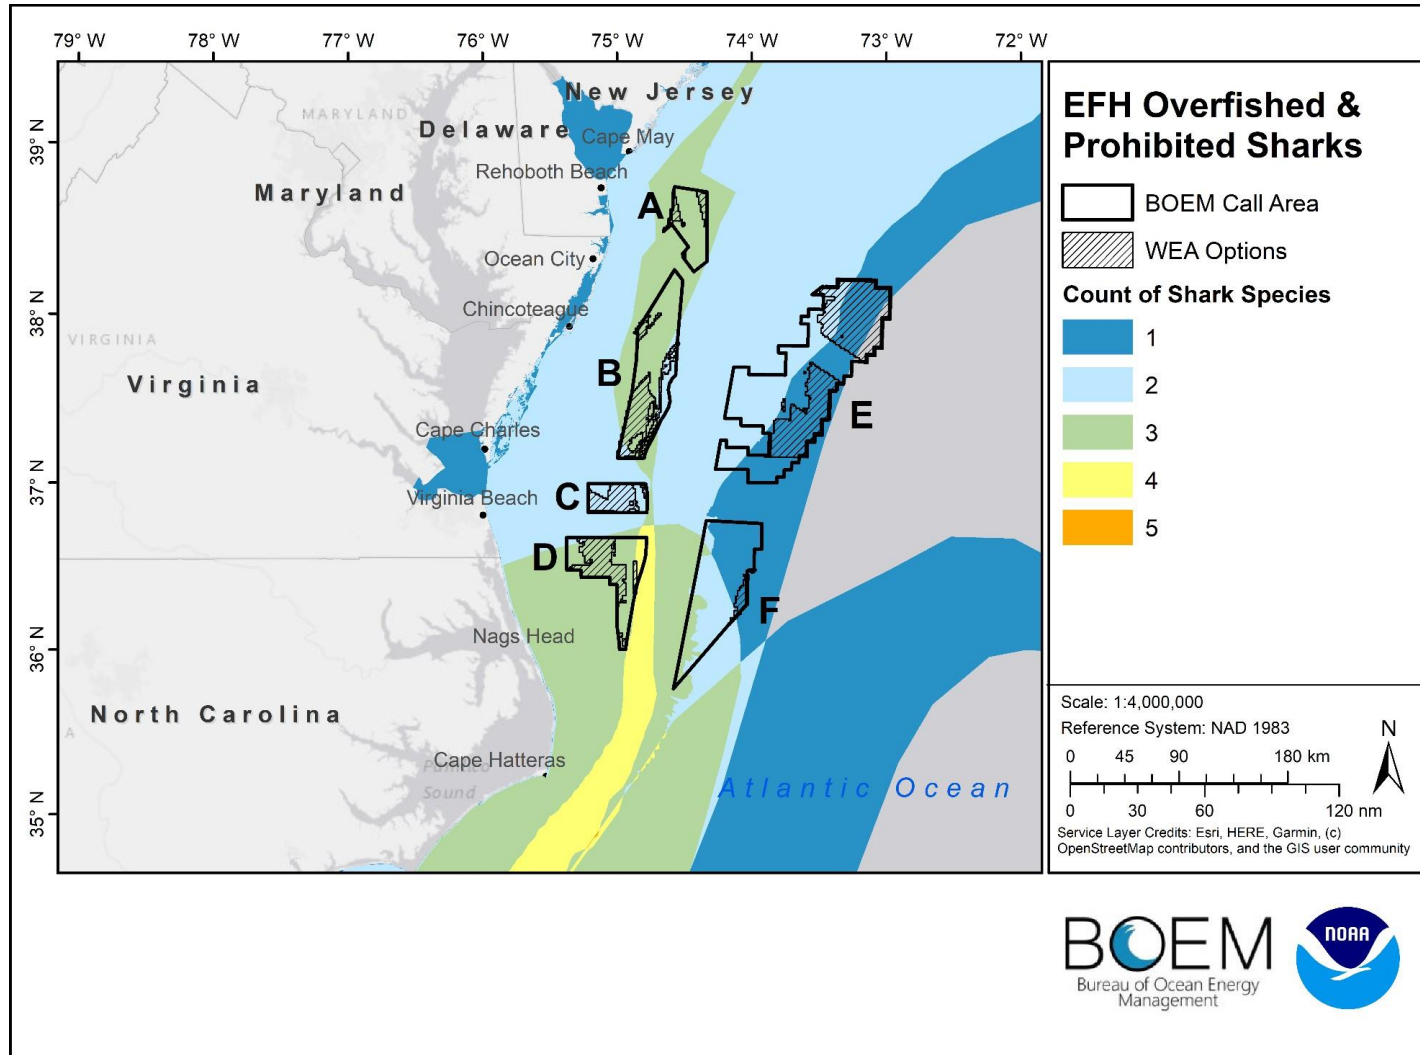 79° W 78° W 77° W 76° W 75° W 74° W 73° W 72° W
39° N
38° N
37° N
36° N
35° N
MARYLAND
New Jersey
Delaware
Cape May
Rehoboth Beach
Maryland
A
Ocean City
Chincoteague
VIRGINIA
Virginia
B
E
Cape Charles
Virginia Beach
C
D
F
Nags Head
North Carolina
A
Cape Hatteras
Sound
Atlantic Ocean
EFH Overfished &
Prohibited Sharks
BOEM Call Area
WEA Options
Count of Shark Species
1
2
3
4
5
Scale: 1:4,000,000
Reference System: NAD 1983
N
0 45 90 180 km
0 30 60 120 nm
Service Layer Credits: Esri, HERE, Garmin, (c)
OpenStreetMap contributors, and the GIS user community
BOEM
Bureau of Ocean Energy
Management
NOAA